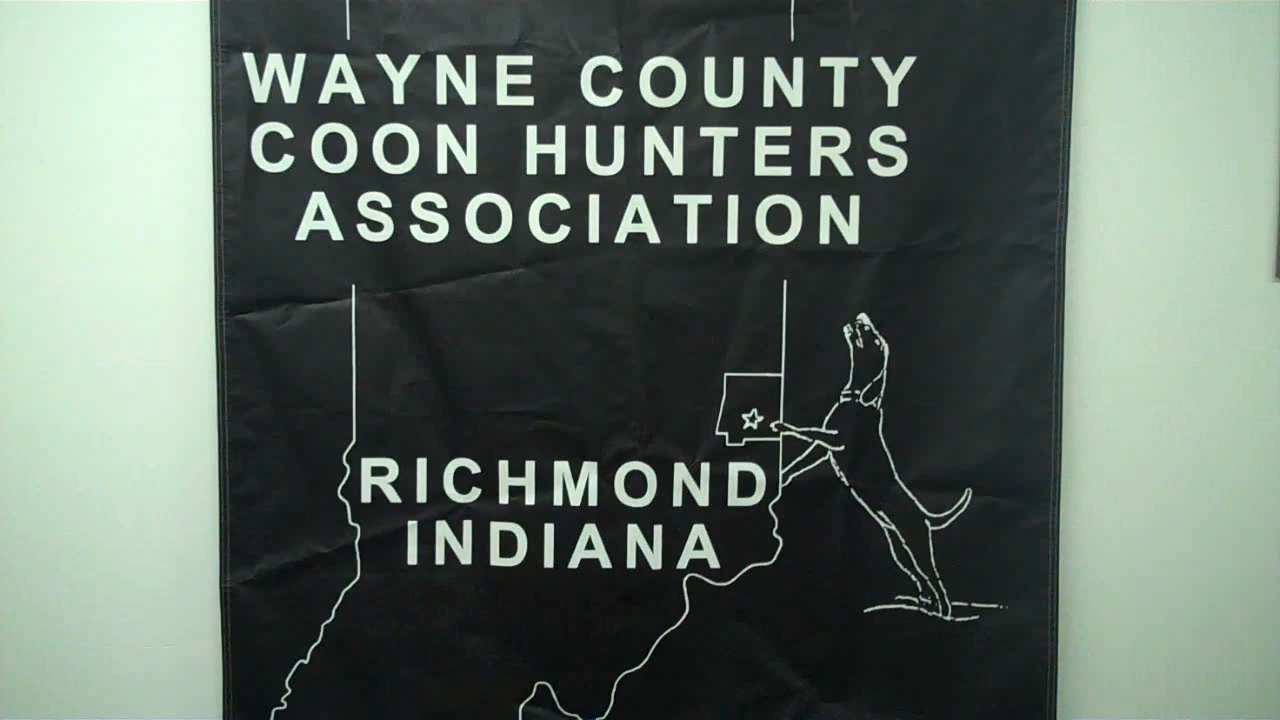 WAYNE COUNTY
COON HUNTERS
ASSOCIATION
RICHMOND
INDIANA